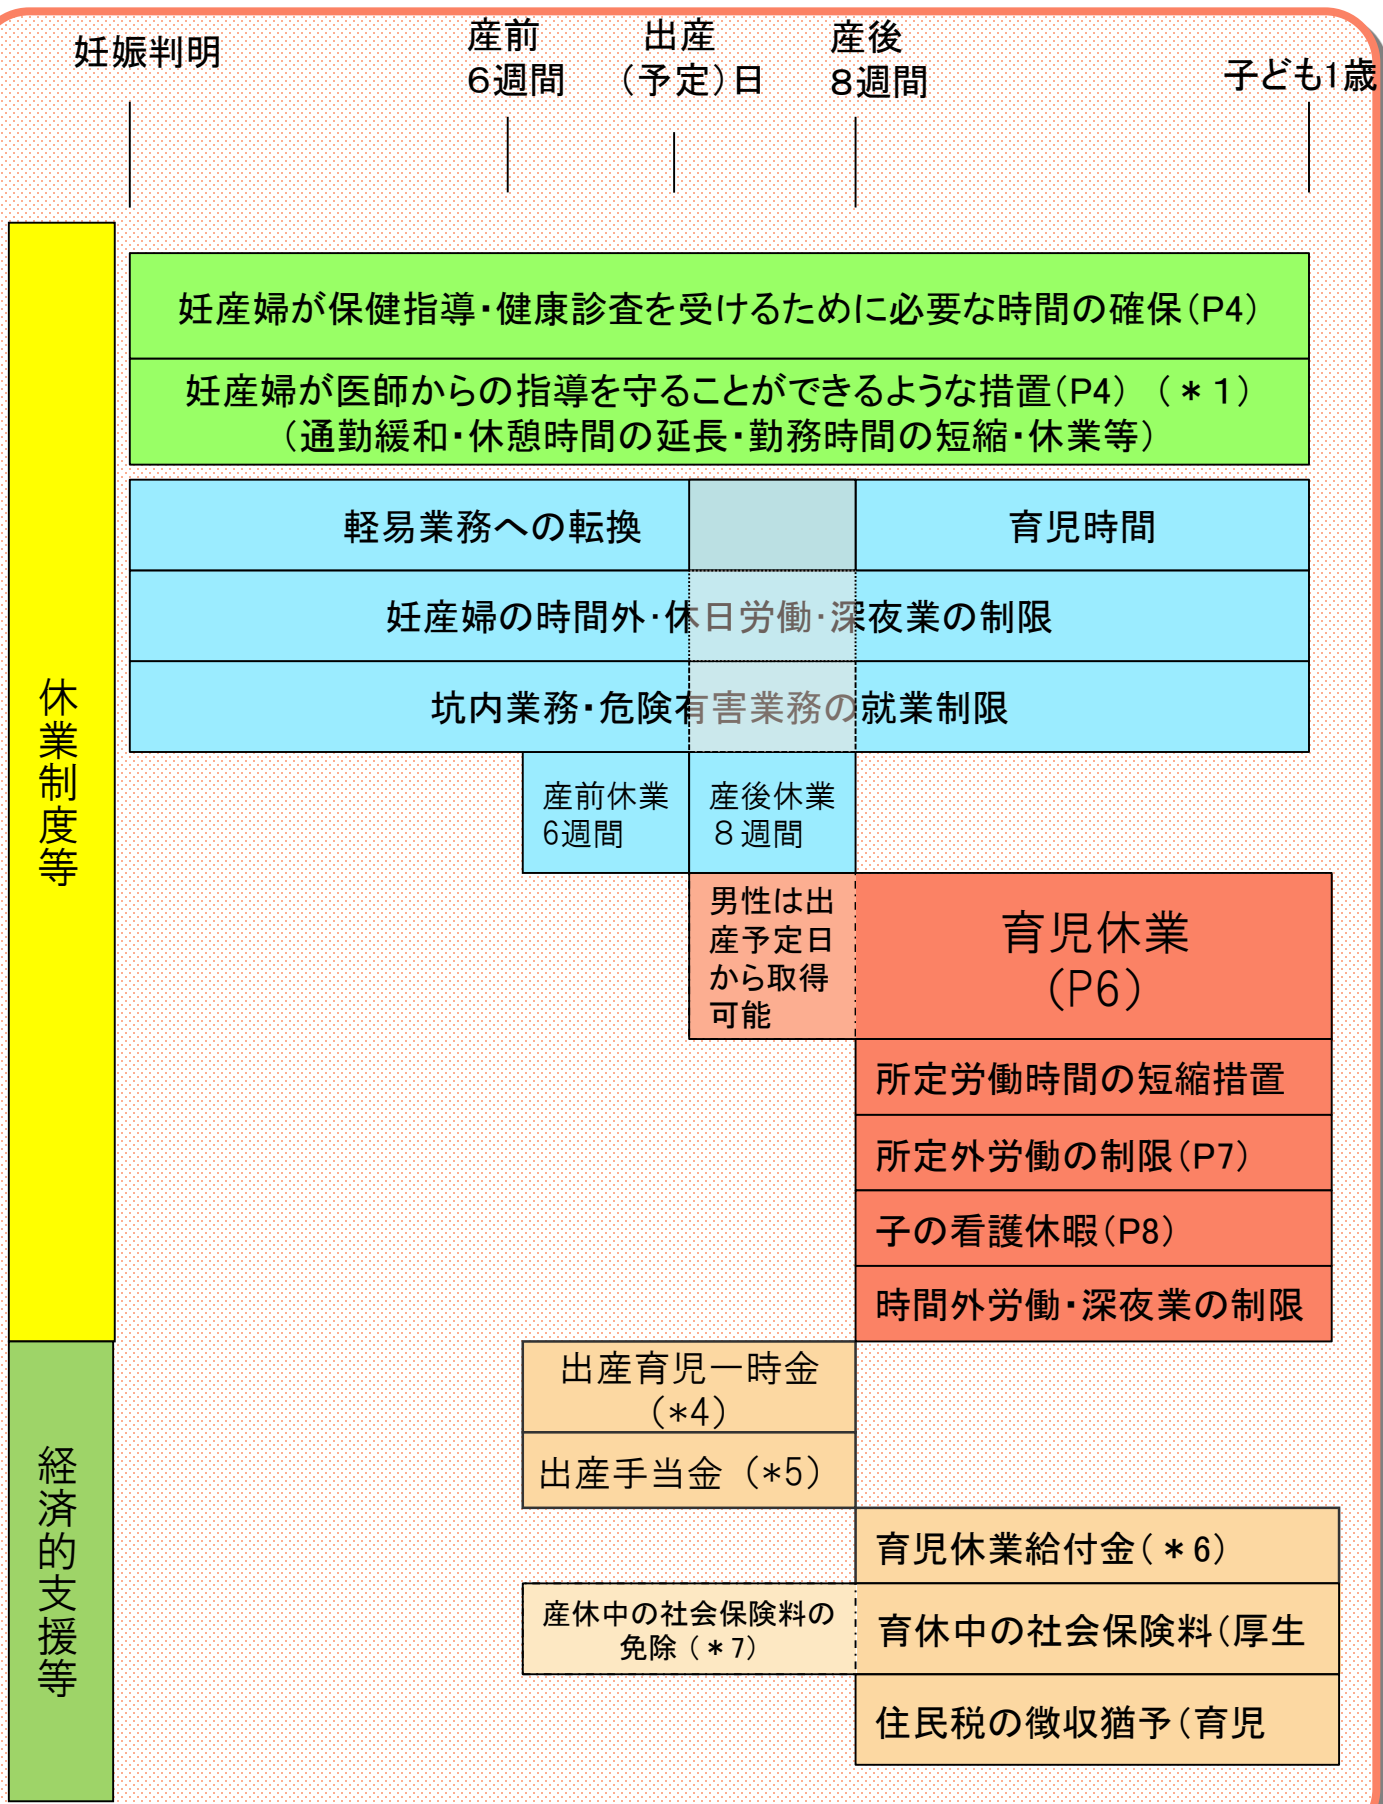 妊娠判明
産前
6週間
出産
(予定)日
産後
8週間
子ども1歳
休業制度等
妊産婦が保健指導・健康診査を受けるために必要な時間の確保(P4)
妊産婦が医師からの指導を守ることができるような措置(P4) (*1)
(通勤緩和・休憩時間の延長・勤務時間の短縮・休業等)
軽易業務への転換
育児時間
妊産婦の時間外・休日労働・深夜業の制限
坑内業務・危険有害業務の就業制限
産前休業
6週間
産後休業
8週間
男性は出
産予定日
から取得
可能
育児休業
(P6)
所定労働時間の短縮措置
所定外労働の制限(P7)
子の看護休暇(P8)
時間外労働・深夜業の制限
経済的支援等
出産育児一時金
(*4)
出産手当金 (*5)
育児休業給付金(*6)
産休中の社会保険料の
免除(*7)
育休中の社会保険料(厚生
住民税の徴収猶予(育児